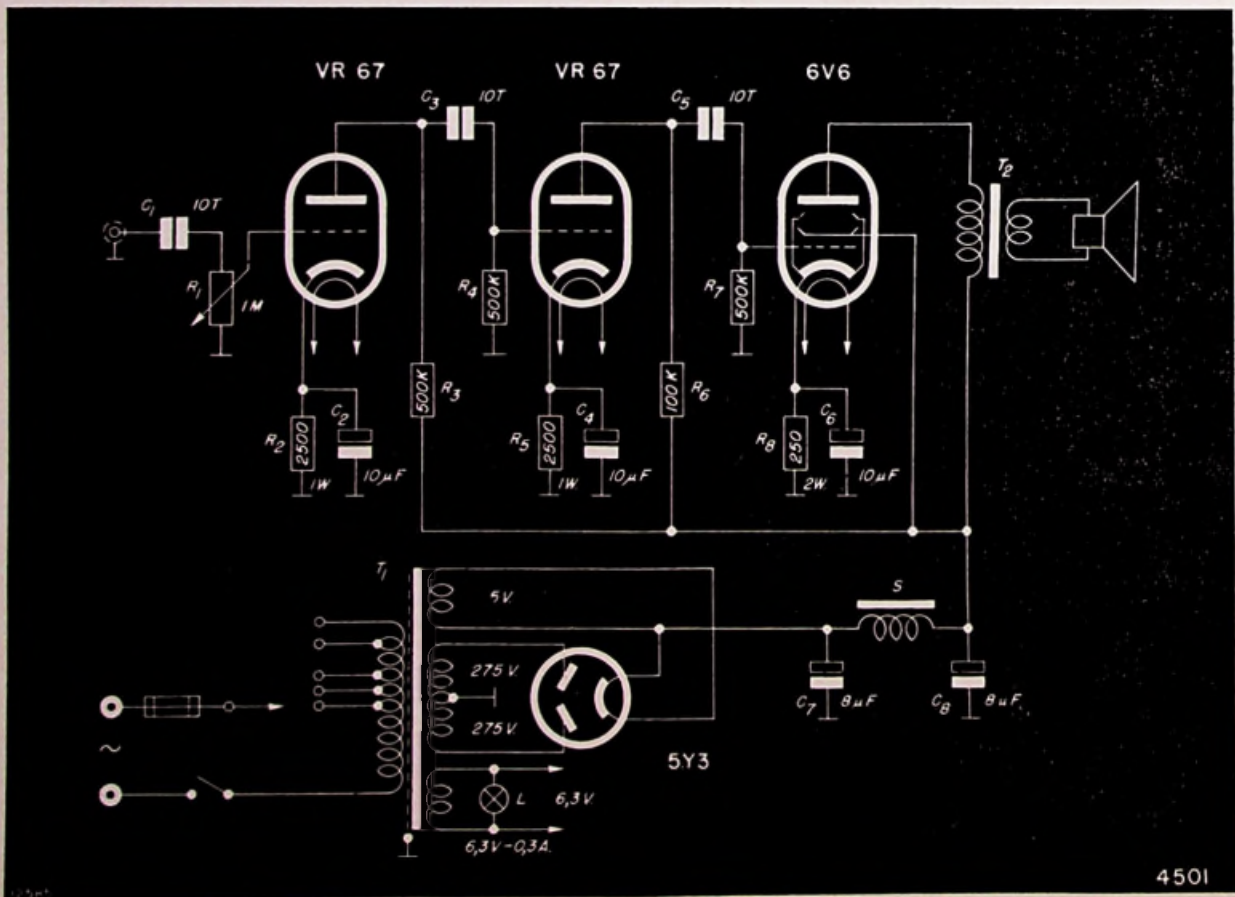 VR 67
VR 67
6V6
C3 10T
C5 10T
C1 10T
T2
R1 1M
R4 500K
R7 500K
500K R3
100K R6
R2 2500 1W
C2 10µF
R5 2500 1W.
C4 10µF
R8 250 2W.
C6 10µF
T1
5V.
S
275 V.
275V.
C7 8µF
C8 8µF
5Y3
~
L 6,3V.
6,3V-0,3A.
4501